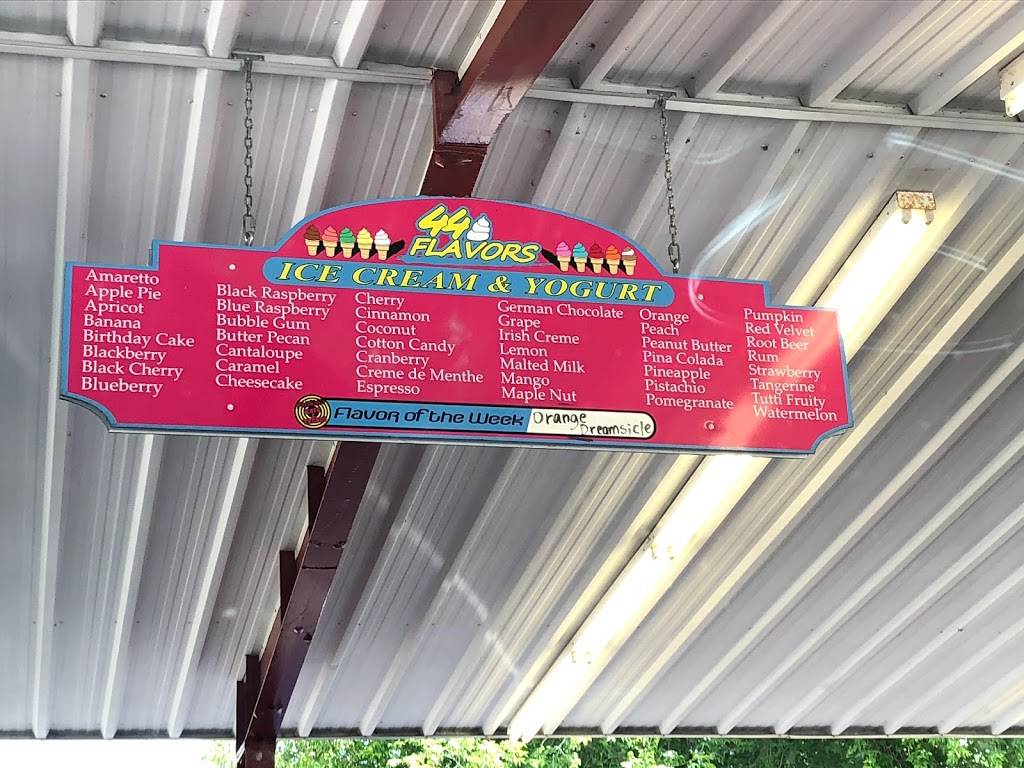 44
FLAVORS
ICE CREAM & YOGURT
Amaretto
Apple Pie
Apricot
Banana
Birthday Cake
Blackberry
Black Cherry
Blueberry
Black Raspberry
Blue Raspberry
Bubble Gum
Butter Pecan
Cantaloupe
Caramel
Cheesecake
Cherry
Cinnamon
Coconut
Cotton Candy
Cranberry
Creme de Menthe
Espresso
German Chocolate
Grape
Irish Creme
Lemon
Malted Milk
Mango
Maple Nut
Orange
Peach
Peanut Butter
Pina Colada
Pineapple
Pistachio
Pomegranate
Pumpkin
Red Velvet
Root Beer
Rum
Strawberry
Tangerine
Tutti Fruity
Watermelon
Flavor of the Week Orange
Dreamsicle